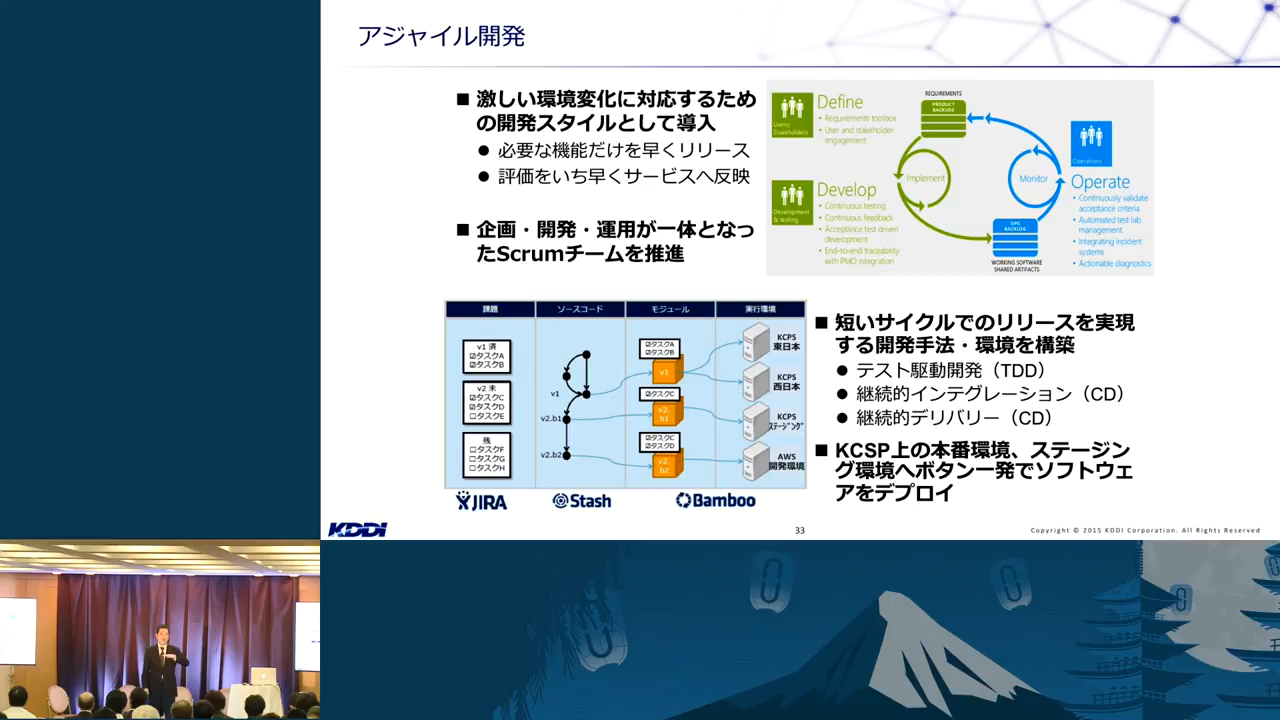 アジャイル開発
■ 激しい環境変化に対応するため
の開発スタイルとして導入
● 必要な機能だけを早くリリース
● 評価をいち早くサービスへ反映
■ 企画・開発・運用が一体となっ
たScrumチームを推進
Users/
Stakeholders
Define
• Requirements toolbox
• User and stakeholder
engagement
Development
& testing
Develop
• Continuous testing
• Continuous feedback
• Acceptance test driven
development
• End-to-end traceability
with PMO integration
REQUIREMENTS
PRODUCT
BACKLOG
Implement
Monitor
OPS
BACKLOG
WORKING SOFTWARE
SHARED ARTIFACTS
Operations
Operate
• Continuously validate
acceptance criteria
• Automated test lab
management
• Integrating incident
systems
• Actionable diagnostics
課題
ソースコード
モジュール
実行環境
v1 済
☑タスクA
☑タスクB
v2 未
☑タスクC
☑タスクD
☐タスクE
残
☐タスクF
☐タスクG
☐タスクH
v1
v2.b1
v2.b2
☑タスクA
☑タスクB
v1
☑タスクC
v2.
b1
☑タスクC
☑タスクD
v2.
b2
KCPS
東日本
KCPS
西日本
KCPS
ｽﾃｰｼﾞﾝｸﾞ
AWS
開発環境
JIRA
Stash
Bamboo
■ 短いサイクルでのリリースを実現
する開発手法・環境を構築
● テスト駆動開発（TDD）
● 継続的インテグレーション（CD）
● 継続的デリバリー（CD）
■ KCSP上の本番環境、ステージン
グ環境へボタン一発でソフトウェ
アをデプロイ
KDDI
33
Copyright © 2015 KDDI Corporation. All Rights Reserved